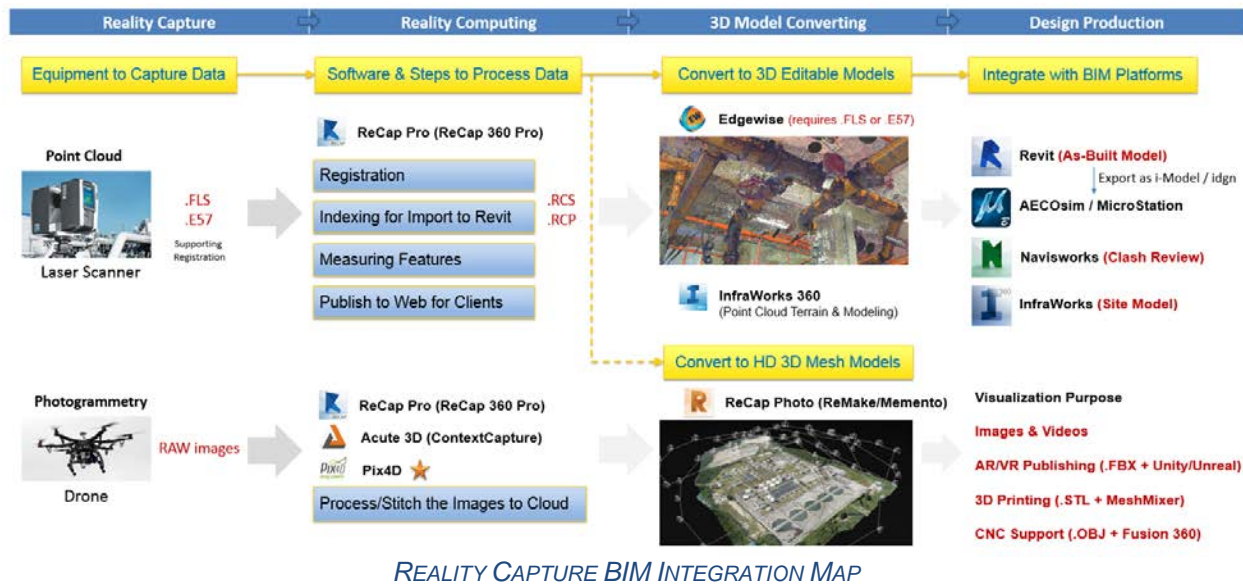 Reality Capture
Reality Computing
3D Model Converting
Design Production
Equipment to Capture Data
Software & Steps to Process Data
Convert to 3D Editable Models
Integrate with BIM Platforms
Point Cloud
Laser Scanner
.FLS
.E57
Supporting
Registration
ReCap Pro (ReCap 360 Pro)
Registration
Indexing for Import to Revit
Measuring Features
Publish to Web for Clients
.RCS
.RCP
Edgewise (requires .FLS or .E57)
InfraWorks 360
(Point Cloud Terrain & Modeling)
Revit (As-Built Model)
Export as i-Model / idgn
AECOsim / MicroStation
Navisworks (Clash Review)
InfraWorks (Site Model)
Convert to HD 3D Mesh Models
Photogrammetry
Drone
RAW images
ReCap Pro (ReCap 360 Pro)
Acute 3D (ContextCapture)
Pix4D
Pix4D
Process/Stitch the Images to Cloud
ReCap Photo (ReMake/Memento)
Visualization Purpose
Images & Videos
AR/VR Publishing (.FBX + Unity/Unreal)
3D Printing (.STL + MeshMixer)
CNC Support (.OBJ + Fusion 360)
REALITY CAPTURE BIM INTEGRATION MAP